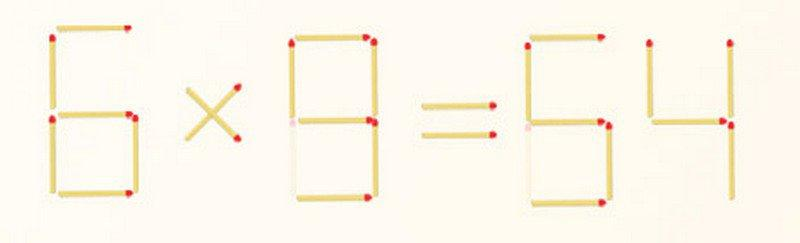 6 × 9 = 54